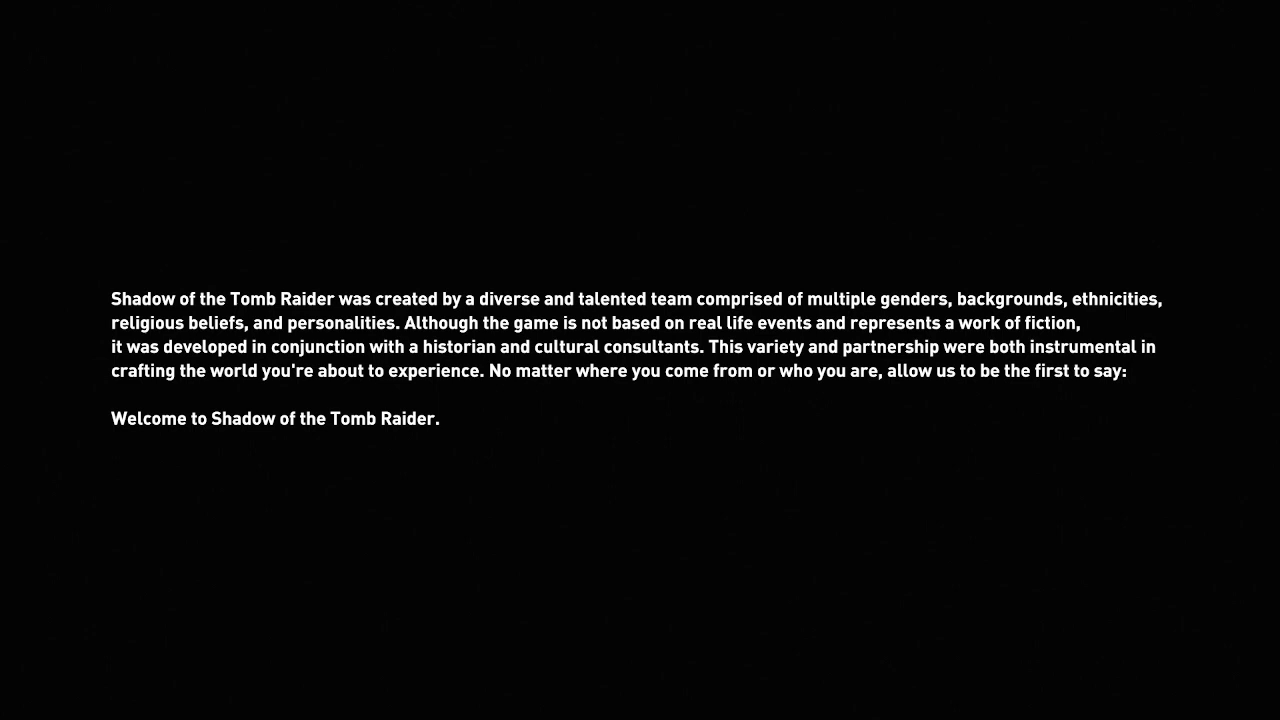 Shadow of the Tomb Raider was created by a diverse and talented team comprised of multiple genders, backgrounds, ethnicities,
religious beliefs, and personalities. Although the game is not based on real life events and represents a work of fiction,
it was developed in conjunction with a historian and cultural consultants. This variety and partnership were both instrumental in
crafting the world you're about to experience. No matter where you come from or who you are, allow us to be the first to say:
Welcome to Shadow of the Tomb Raider.